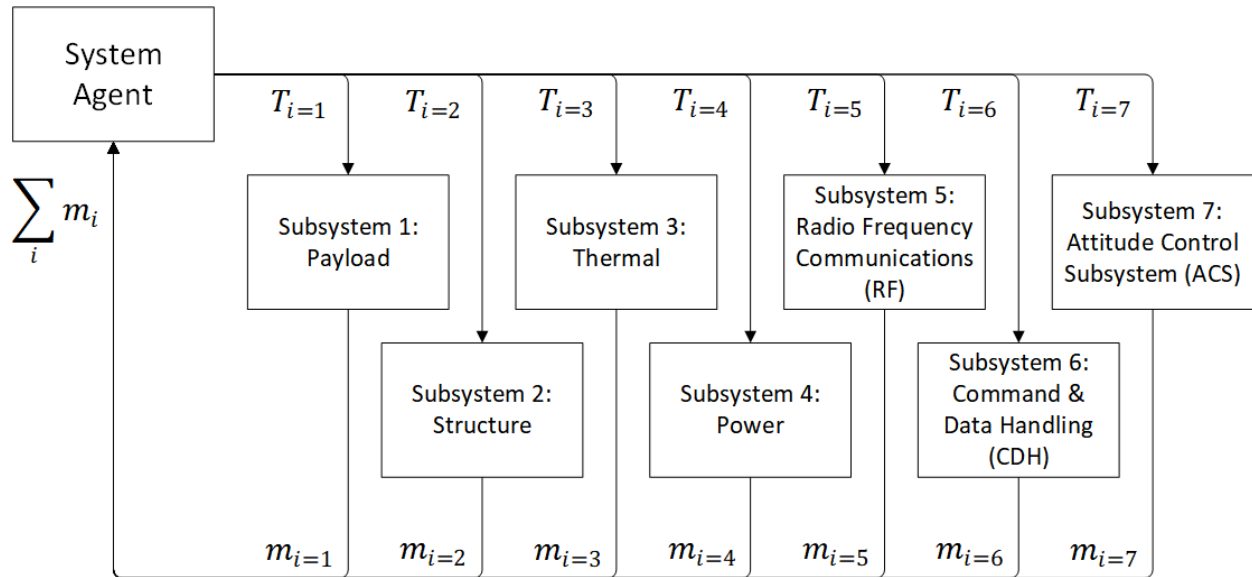 System
Agent
T_{i=1}
T_{i=2}
T_{i=3}
T_{i=4}
T_{i=5}
T_{i=6}
T_{i=7}
\sum_i m_i
Subsystem 1:
Payload
Subsystem 3:
Thermal
Subsystem 5:
Radio Frequency
Communications
(RF)
Subsystem 7:
Attitude Control
Subsystem (ACS)
Subsystem 2:
Structure
Subsystem 4:
Power
Subsystem 6:
Command &
Data Handling
(CDH)
m_{i=1}
m_{i=2}
m_{i=3}
m_{i=4}
m_{i=5}
m_{i=6}
m_{i=7}